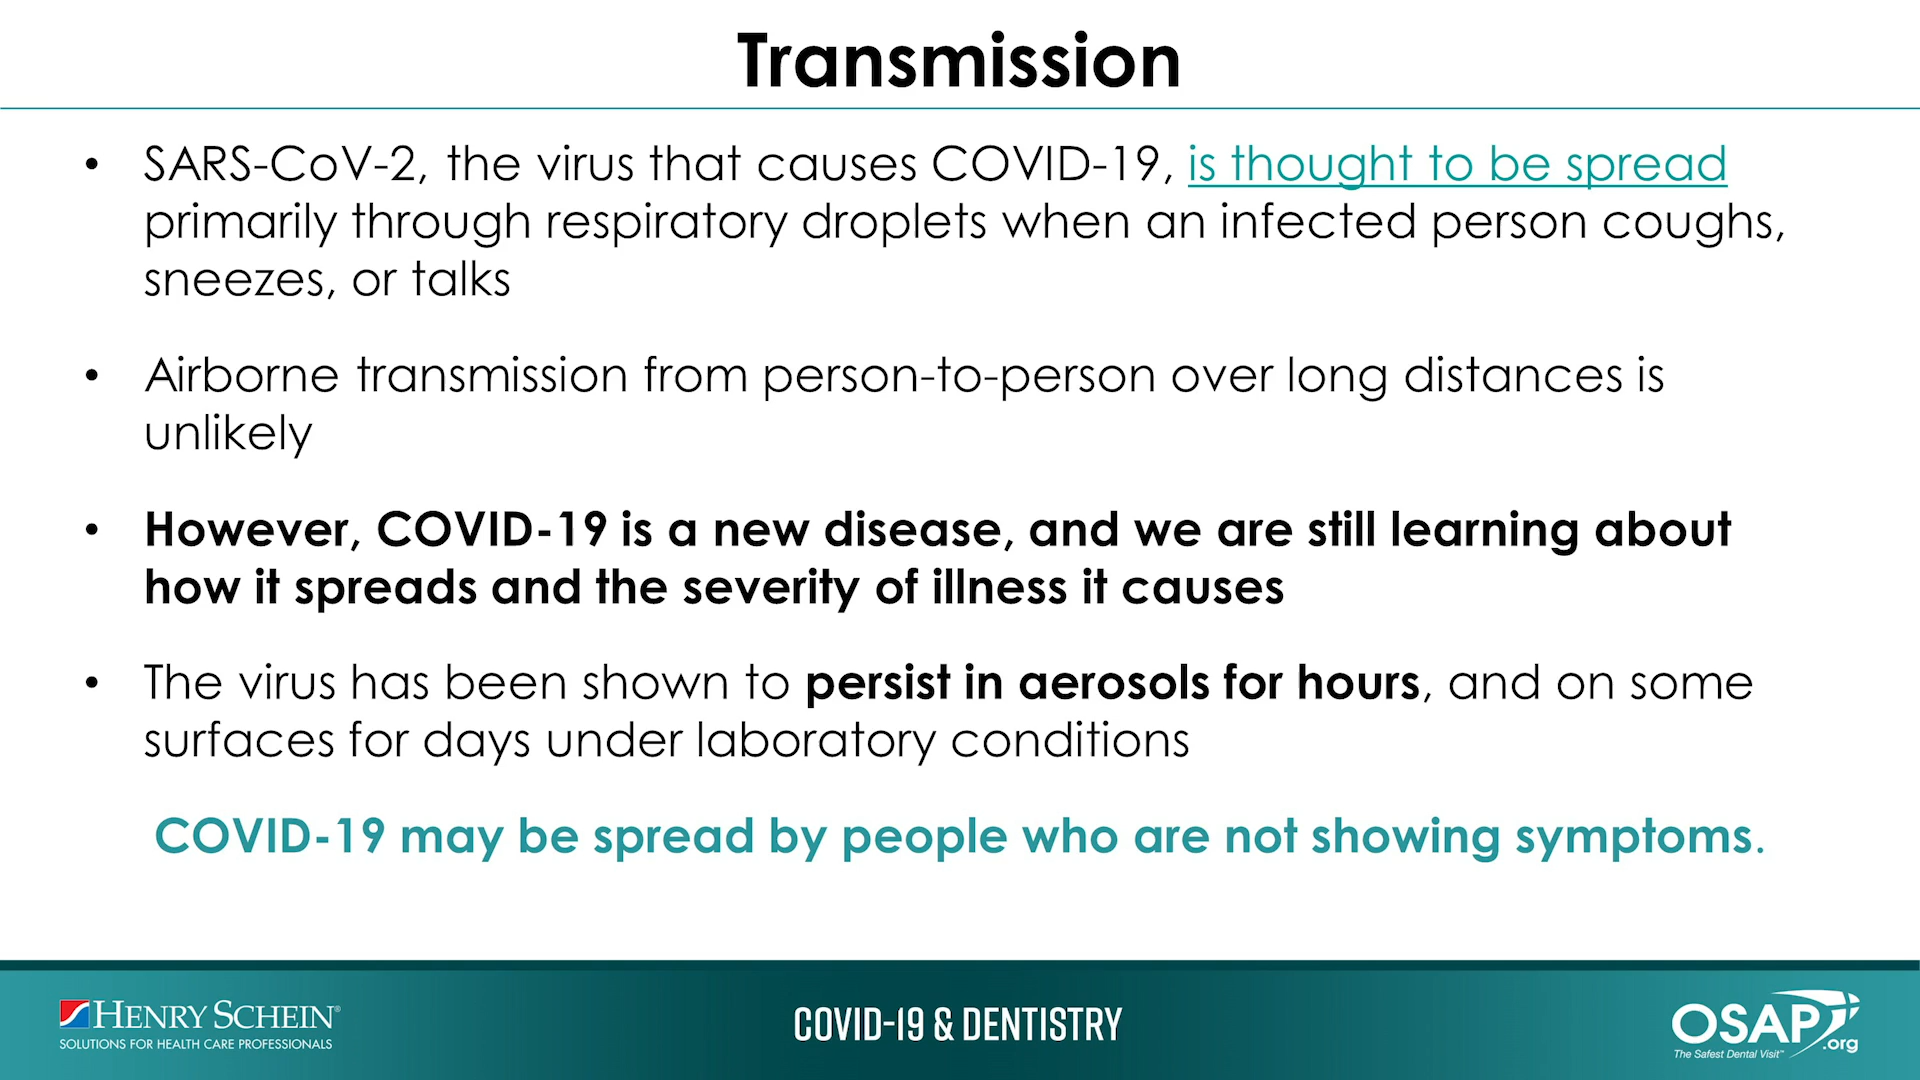 Transmission
• SARS-CoV-2, the virus that causes COVID-19, is thought to be spread
primarily through respiratory droplets when an infected person coughs,
sneezes, or talks
• Airborne transmission from person-to-person over long distances is
unlikely
• However, COVID-19 is a new disease, and we are still learning about
how it spreads and the severity of illness it causes
• The virus has been shown to persist in aerosols for hours, and on some
surfaces for days under laboratory conditions
COVID-19 may be spread by people who are not showing symptoms.
HENRY SCHEIN®
SOLUTIONS FOR HEALTH CARE PROFESSIONALS
COVID-19 & DENTISTRY
OSAP
.org
The Safest Dental Visit™